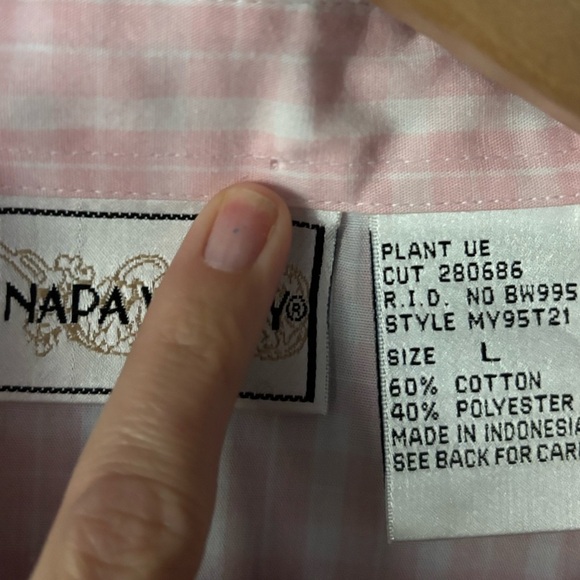 NAPA Y®
PLANT UE
CUT 280686
R.I.D. NO BW995
STYLE MY95T21
SIZE L
60% COTTON
40% POLYESTER
MADE IN INDONESIA
SEE BACK FOR CAR